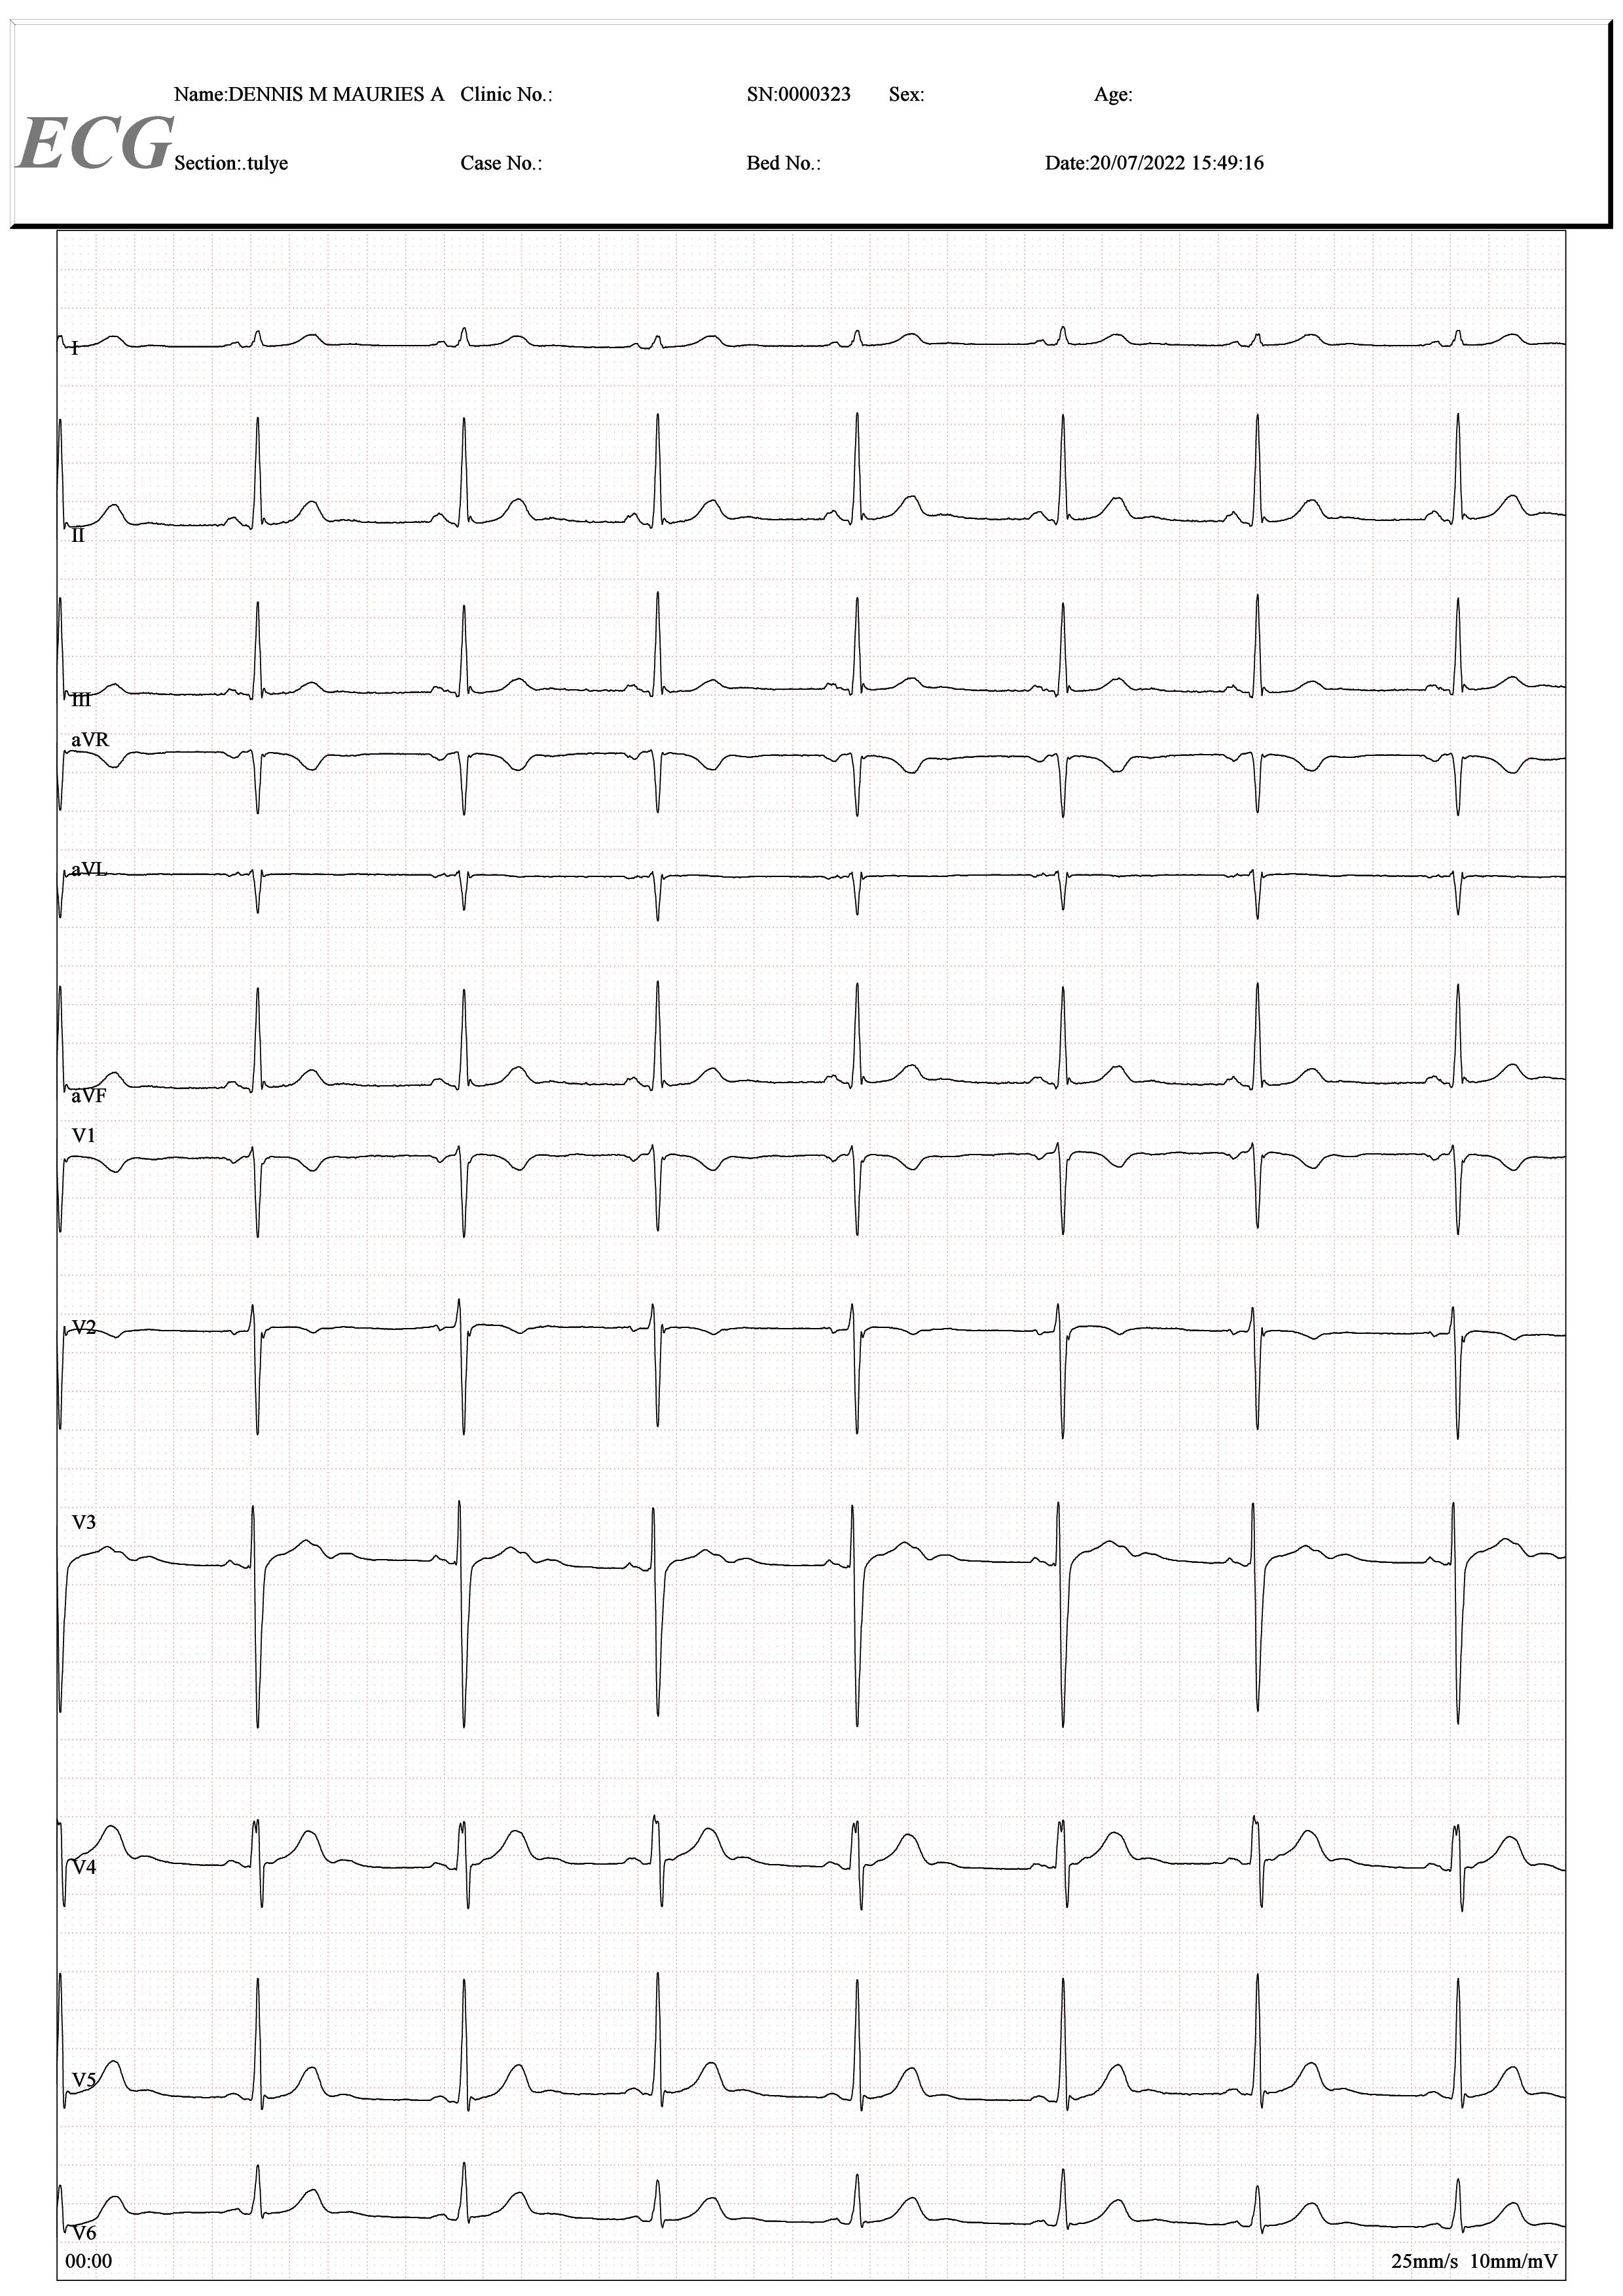 Name:DENNIS M MAURIES A Clinic No.: SN:0000323 Sex: Age:
ECG
Section:.tulye Case No.: Bed No.: Date:20/07/2022 15:49:16
I
II
III
aVR
aVL
aVF
V1
V2
V3
V4
V5
V6
00:00 25mm/s 10mm/mV